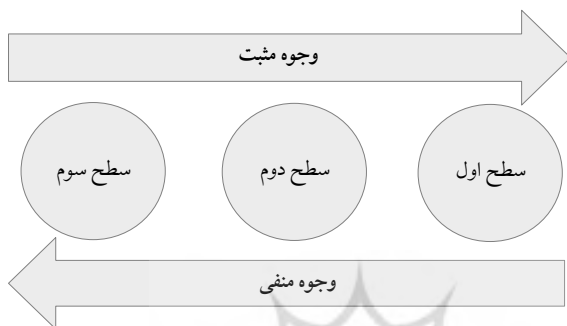 وجوه مثبت
سطح اول
سطح دوم
سطح سوم
وجوه منفی